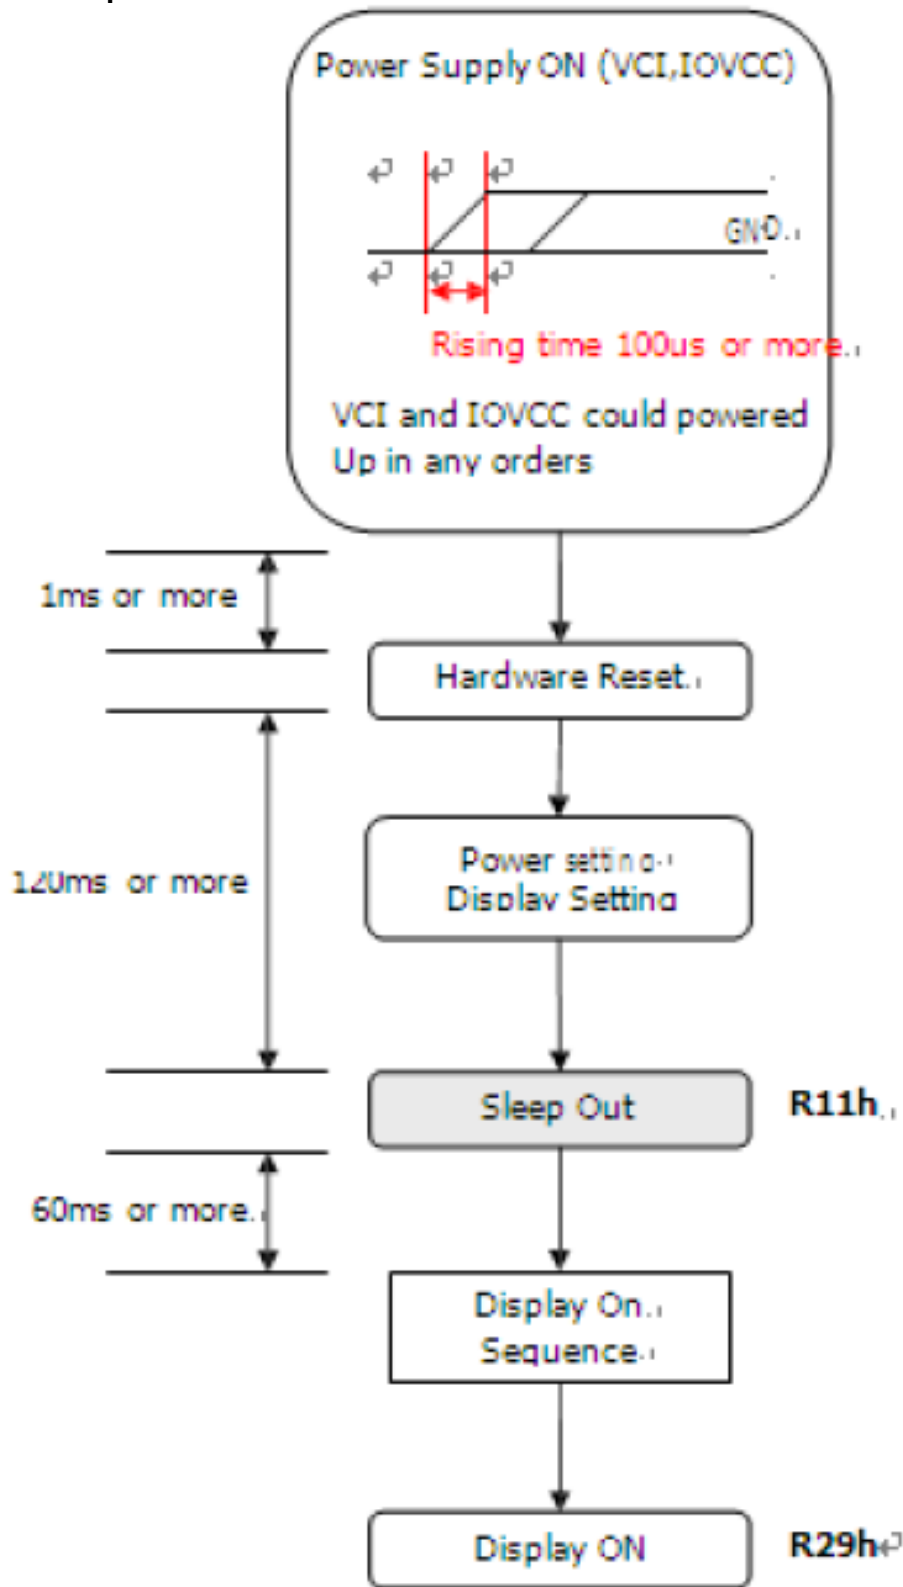 Power Supply ON (VCI,IOVCC)
GND
Rising time 100us or more
VCI and IOVCC could powered
Up in any orders
1ms or more
Hardware Reset
Power setting
Display Setting
120ms or more
Sleep Out
R11h
60ms or more
Display On
Sequence
Display ON
R29h